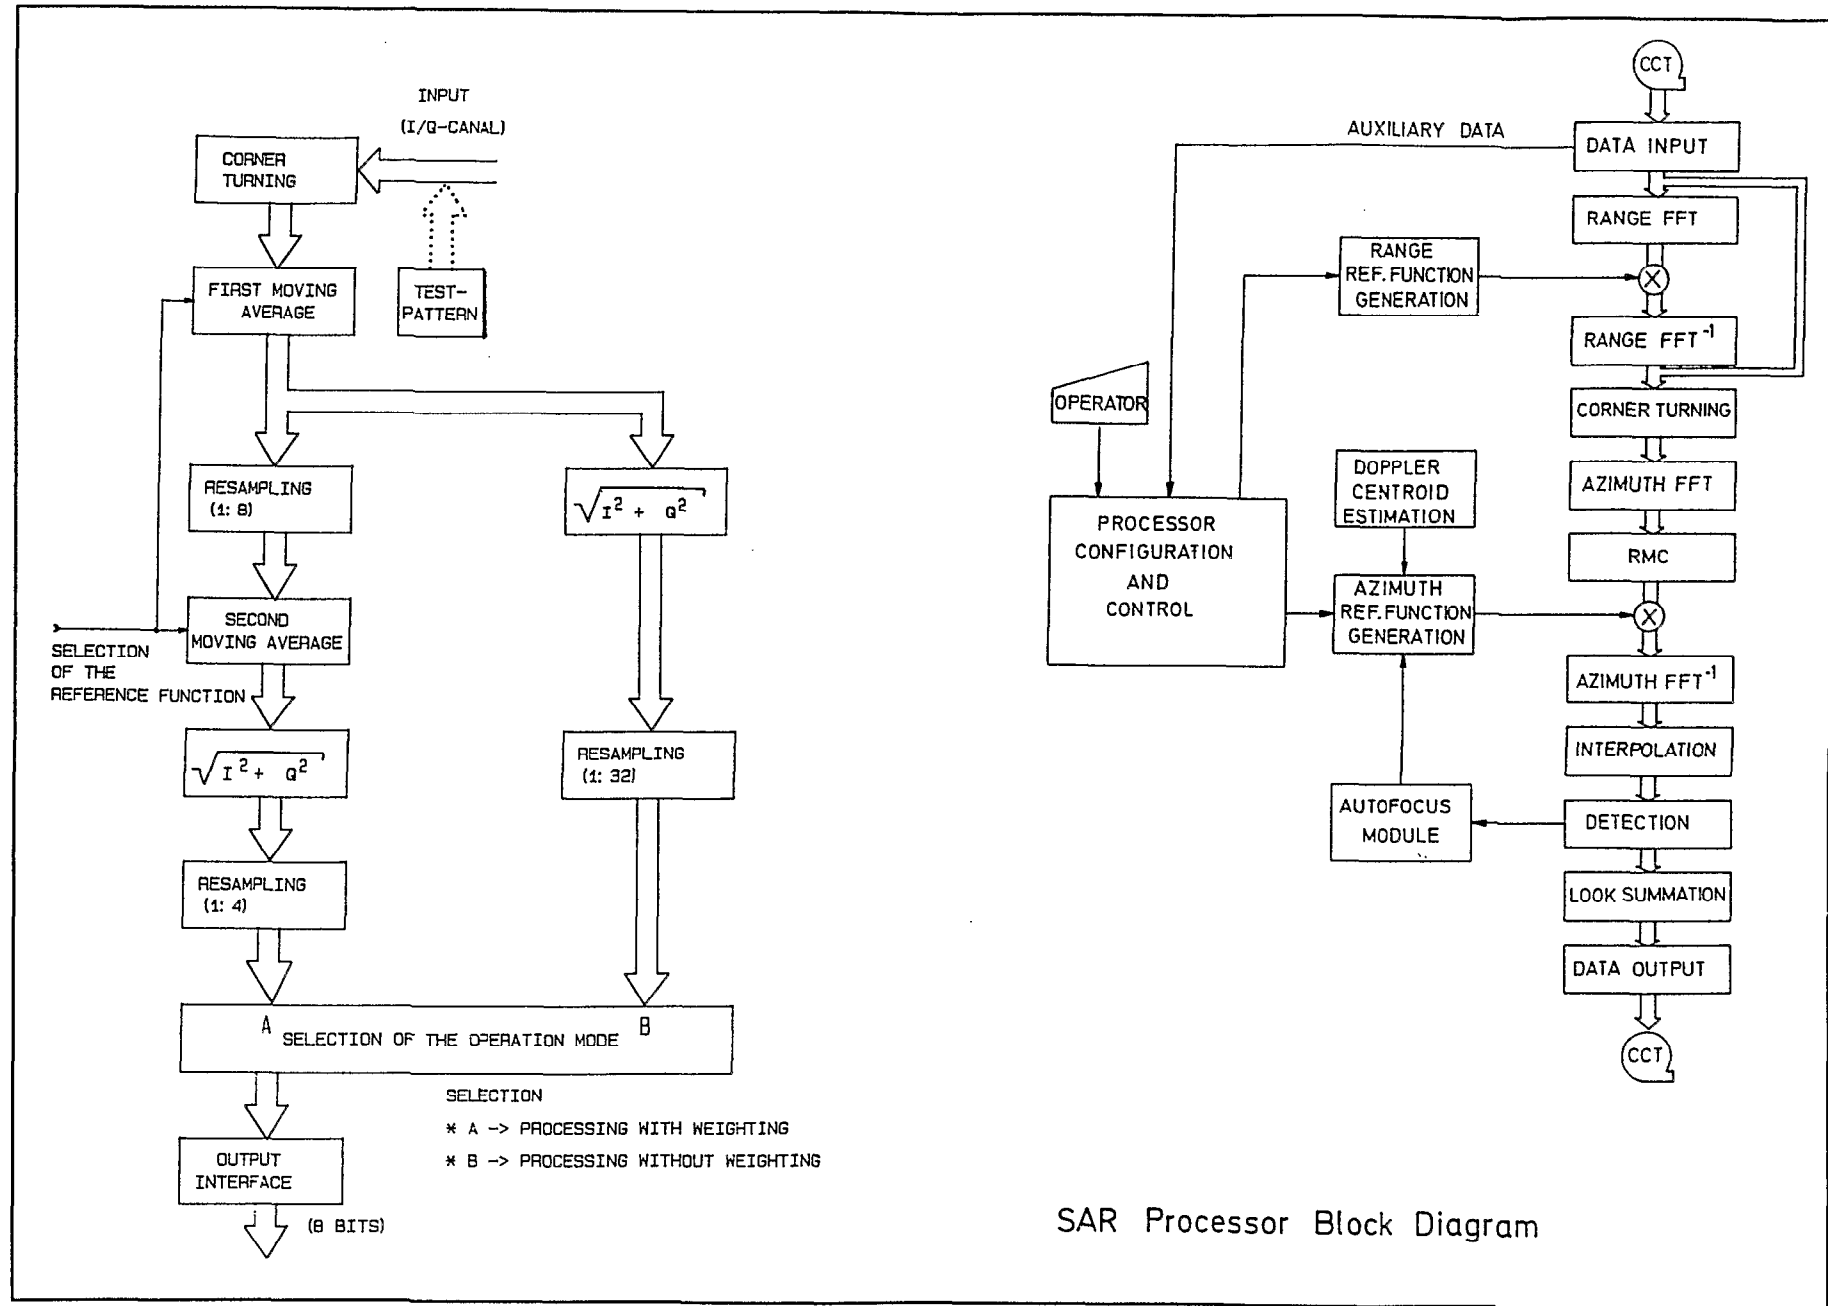 INPUT
(I/Q-CANAL)
CORNER
TURNING
FIRST MOVING
AVERAGE
TEST-
PATTERN
RESAMPLING
(1: 8)
√I² + Q²
SECOND
MOVING AVERAGE
SELECTION
OF THE
REFERENCE FUNCTION
√I² + Q²
RESAMPLING
(1: 32)
RESAMPLING
(1: 4)
A
B
SELECTION OF THE OPERATION MODE
SELECTION
* A -> PROCESSING WITH WEIGHTING
* B -> PROCESSING WITHOUT WEIGHTING
OUTPUT
INTERFACE
(8 BITS)
CCT
AUXILIARY DATA
DATA INPUT
RANGE FFT
RANGE
REF.FUNCTION
GENERATION
X
RANGE FFT⁻¹
OPERATOR
CORNER TURNING
DOPPLER
CENTROID
ESTIMATION
AZIMUTH FFT
PROCESSOR
CONFIGURATION
AND
CONTROL
RMC
AZIMUTH
REF.FUNCTION
GENERATION
X
AZIMUTH FFT⁻¹
INTERPOLATION
AUTOFOCUS
MODULE
DETECTION
LOOK SUMMATION
DATA OUTPUT
CCT
SAR Processor Block Diagram